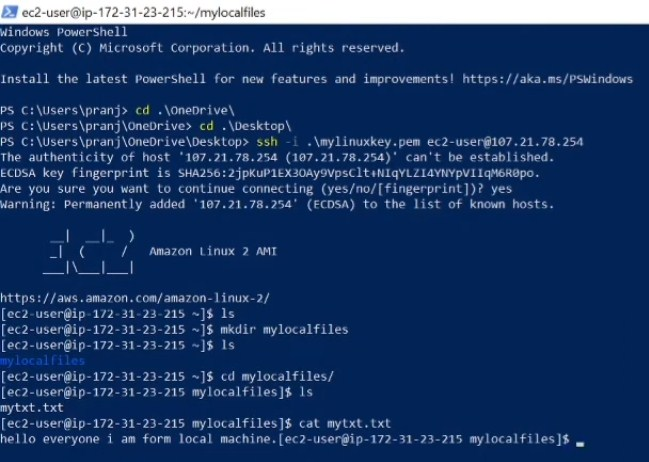 ec2-user@ip-172-31-23-215:~/mylocalfiles
Windows PowerShell
Copyright (C) Microsoft Corporation. All rights reserved.
Install the latest PowerShell for new features and improvements! https://aka.ms/PSWindows
PS C:\Users\pranj> cd .\OneDrive\
PS C:\Users\pranj\OneDrive> cd .\Desktop\
PS C:\Users\pranj\OneDrive\Desktop> ssh -i .\mylinuxkey.pem ec2-user@107.21.78.254
The authenticity of host '107.21.78.254 (107.21.78.254)' can't be established.
ECDSA key fingerprint is SHA256:2jpKuP1EX3OAy9VpsClt+NIqYLZI4YNYpVIIqM6R0po.
Are you sure you want to continue connecting (yes/no/[fingerprint])? yes
Warning: Permanently added '107.21.78.254' (ECDSA) to the list of known hosts.
__|  __|_  )
_|  (     /   Amazon Linux 2 AMI
___|\___|___|
https://aws.amazon.com/amazon-linux-2/
[ec2-user@ip-172-31-23-215 ~]$ ls
[ec2-user@ip-172-31-23-215 ~]$ mkdir mylocalfiles
[ec2-user@ip-172-31-23-215 ~]$ ls
mylocalfiles
[ec2-user@ip-172-31-23-215 ~]$ cd mylocalfiles/
[ec2-user@ip-172-31-23-215 mylocalfiles]$ ls
mytxt.txt
[ec2-user@ip-172-31-23-215 mylocalfiles]$ cat mytxt.txt
hello everyone i am form local machine.[ec2-user@ip-172-31-23-215 mylocalfiles]$